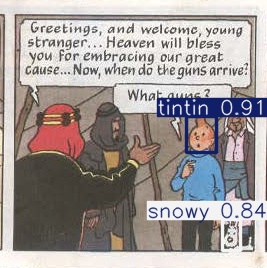 Greetings, and welcome, young
stranger... Heaven will bless
you for embracing our great
cause... Now, when do the guns arrive?
What guns?
tintin 0.91
snowy 0.84